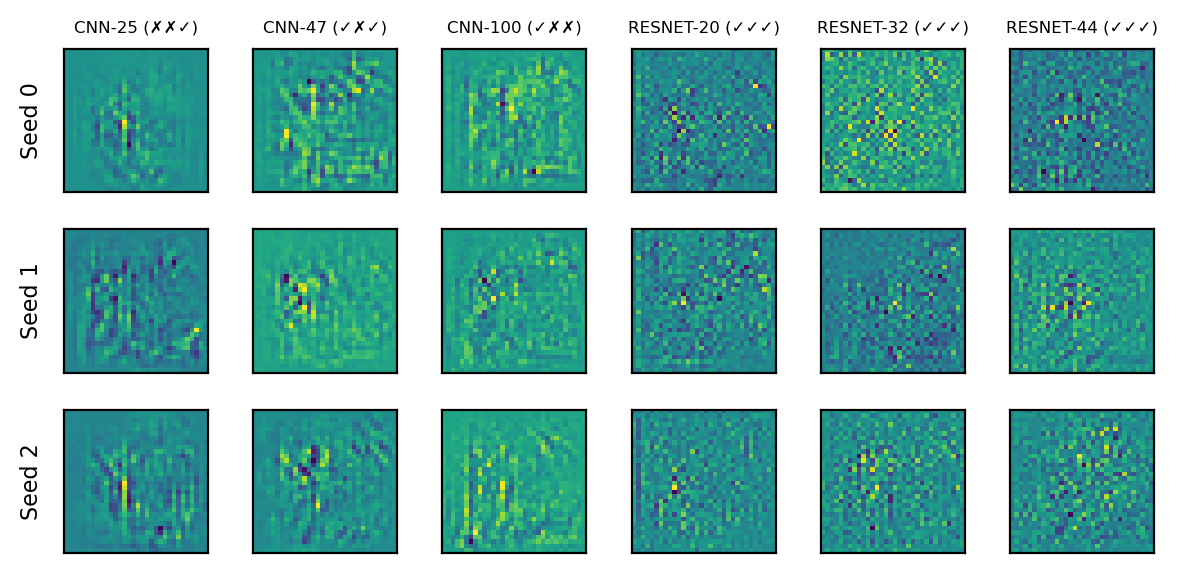 CNN-25 (✗✗✓) CNN-47 (✓✗✓) CNN-100 (✓✗✗) RESNET-20 (✓✓✓) RESNET-32 (✓✓✓) RESNET-44 (✓✓✓)
Seed 0
Seed 1
Seed 2